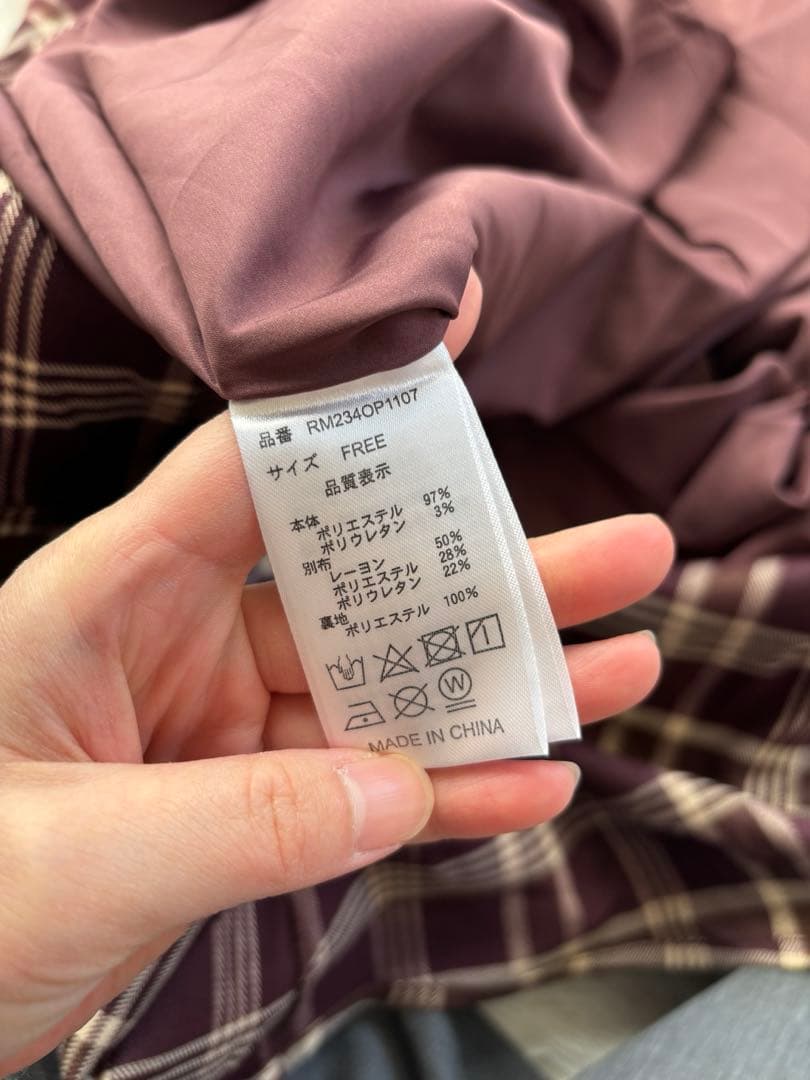 品番 RM234OP1107
サイズ FREE
品質表示
本体
ポリエステル 97%
ポリウレタン 3%
別布
レーヨン 50%
ポリエステル 28%
ポリウレタン 22%
裏地
ポリエステル 100%
W
MADE IN CHINA